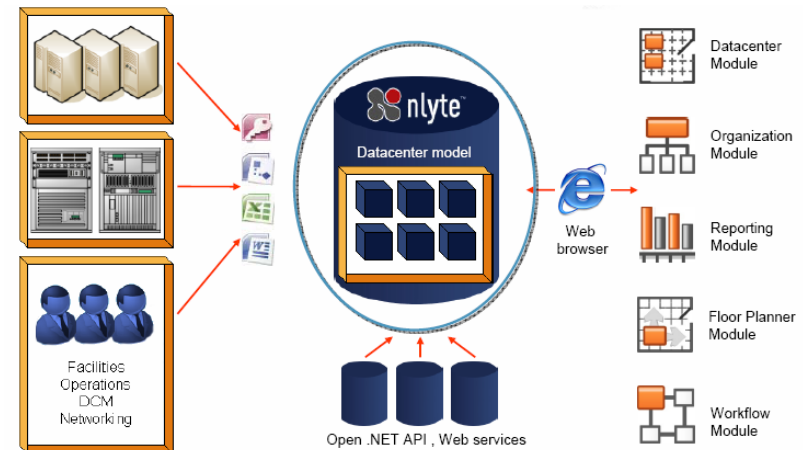 Facilities
Operations
DCM
Networking
nlyte™
Datacenter model
Open .NET API , Web services
Web
browser
Datacenter
Module
Organization
Module
Reporting
Module
Floor Planner
Module
Workflow
Module